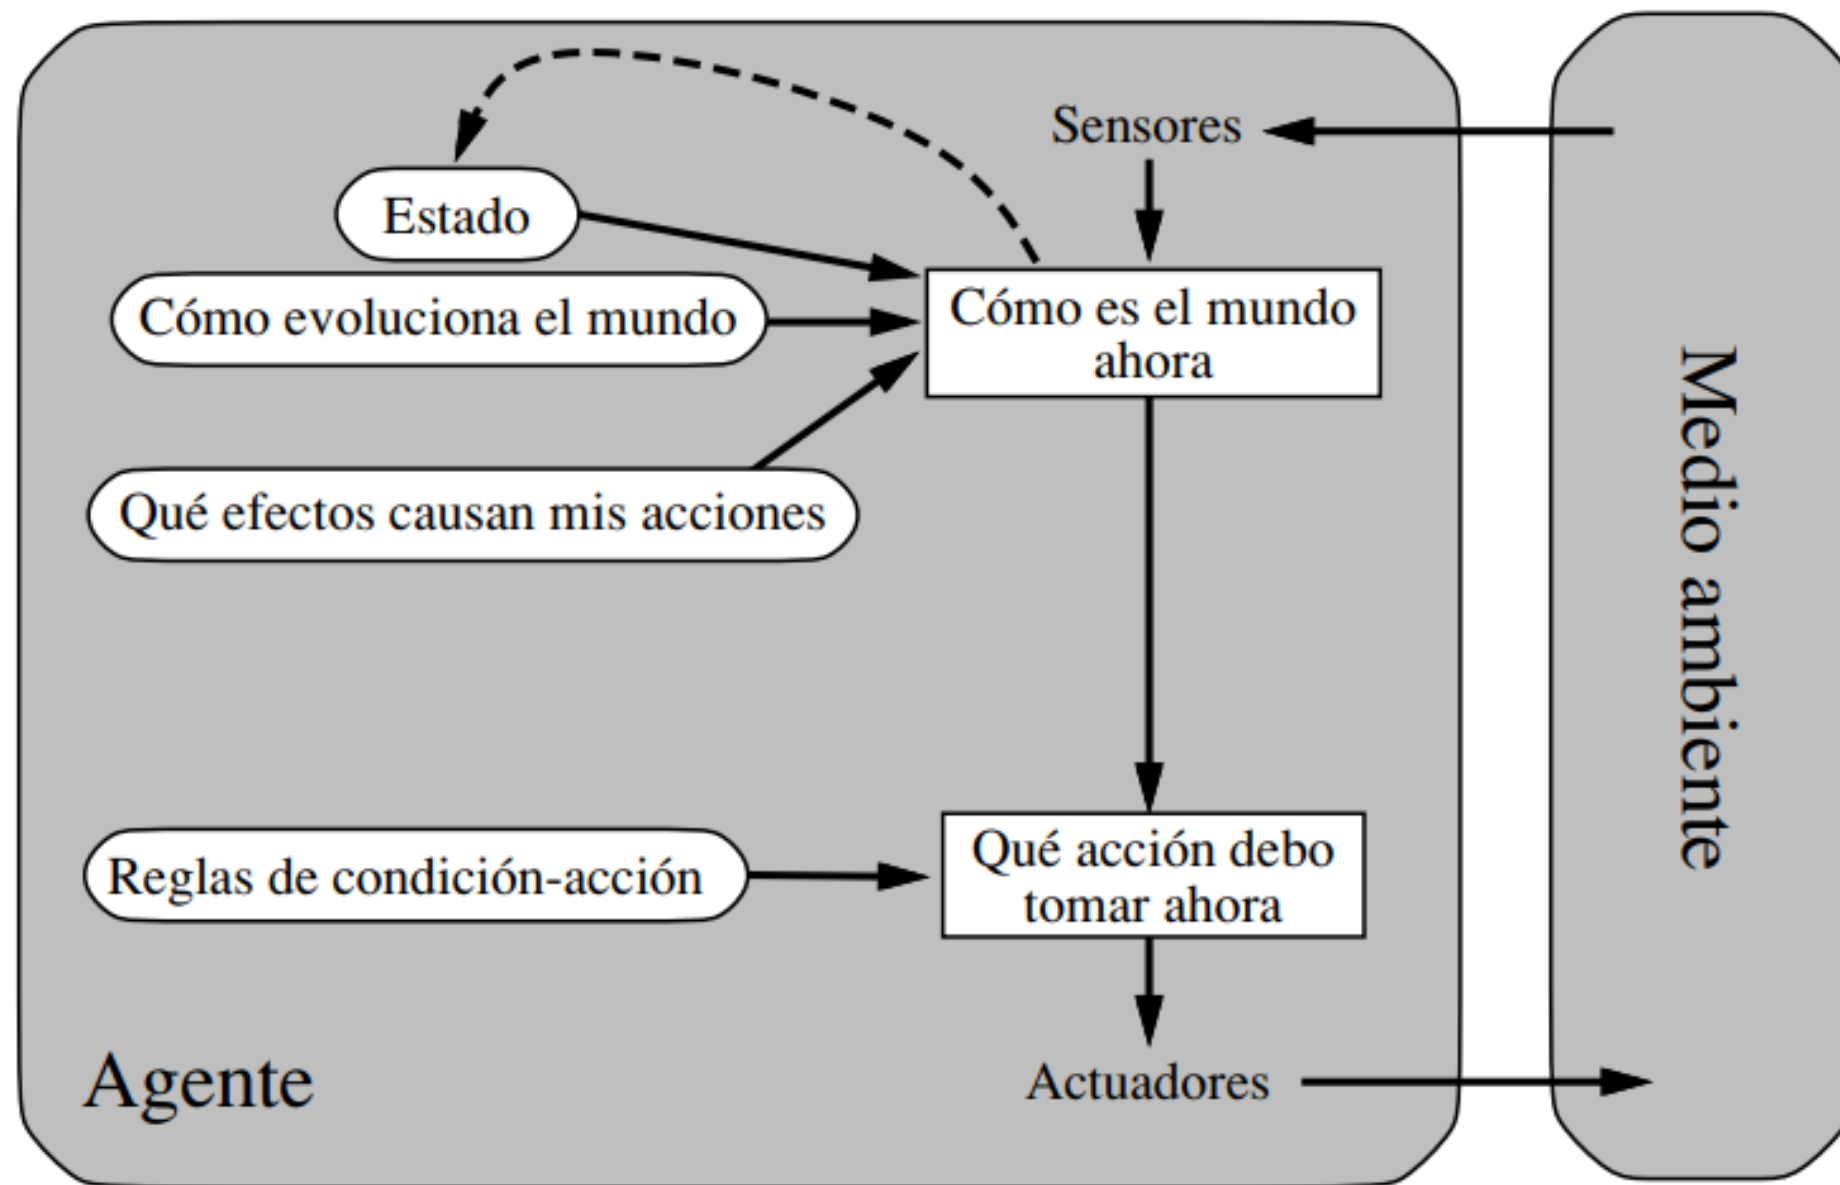 Sensores
Estado
Cómo evoluciona el mundo
Cómo es el mundo
ahora
Qué efectos causan mis acciones
Reglas de condición-acción
Qué acción debo
tomar ahora
Agente
Actuadores
Medio ambiente